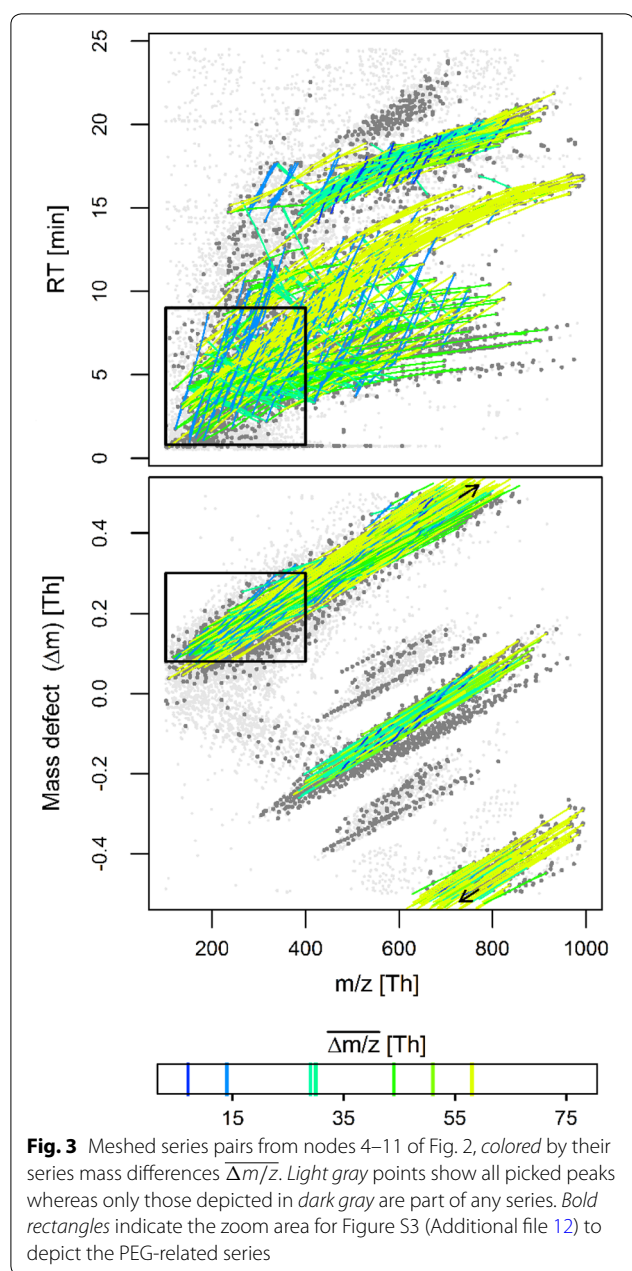 25
20
15
10
5
0
RT [min]
0.4
0.2
0.0
-0.2
-0.4
Mass defect (Δm) [Th]
200 400 600 800 1000
m/z [Th]
Δm/z [Th]
15 35 55 75
Fig. 3 Meshed series pairs from nodes 4–11 of Fig. 2, colored by their
series mass differences Δm/z. Light gray points show all picked peaks
whereas only those depicted in dark gray are part of any series. Bold
rectangles indicate the zoom area for Figure S3 (Additional file 12) to
depict the PEG-related series